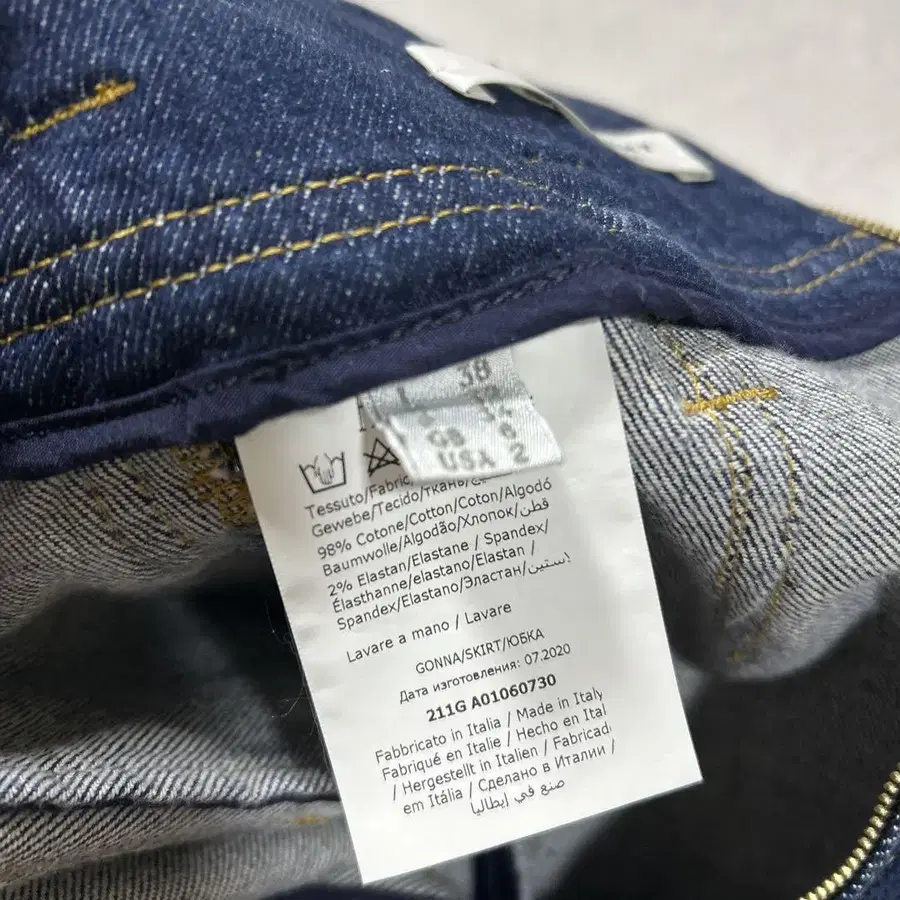 38
GB 6
USA 2
Tessuto/Fabric/
Gewebe/Tecido/Ткань/
98% Cotone/Cotton/Coton/Algodó
Baumwolle/Algodão/Хлопок/قطن
2% Elastan/Elastane / Spandex/
Élasthanne/elastano/Elastan /
Spandex/Elastano/Эластан/استين
Lavare a mano / Lavare
GONNA/SKIRT/ЮБКА
Дата изготовления: 07.2020
211G A01060730
Fabbricato in Italia / Made in Italy
Fabriqué en Italie / Hecho en Ital
/ Hergestellt in Italien / Fabricad
em Itália / Сделано в Италии /
صنع في إيطاليا